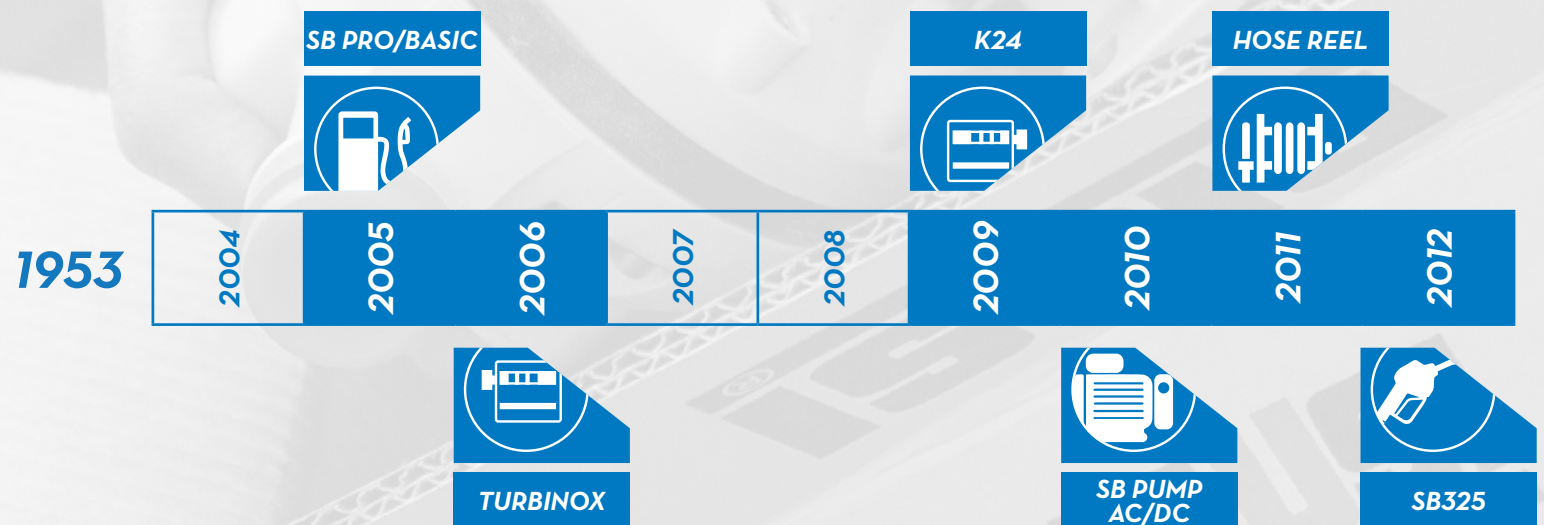 SB PRO/BASIC
K24
HOSE REEL
1953
2004
2005
2006
2007
2008
2009
2010
2011
2012
TURBINOX
SB PUMP
AC/DC
SB325